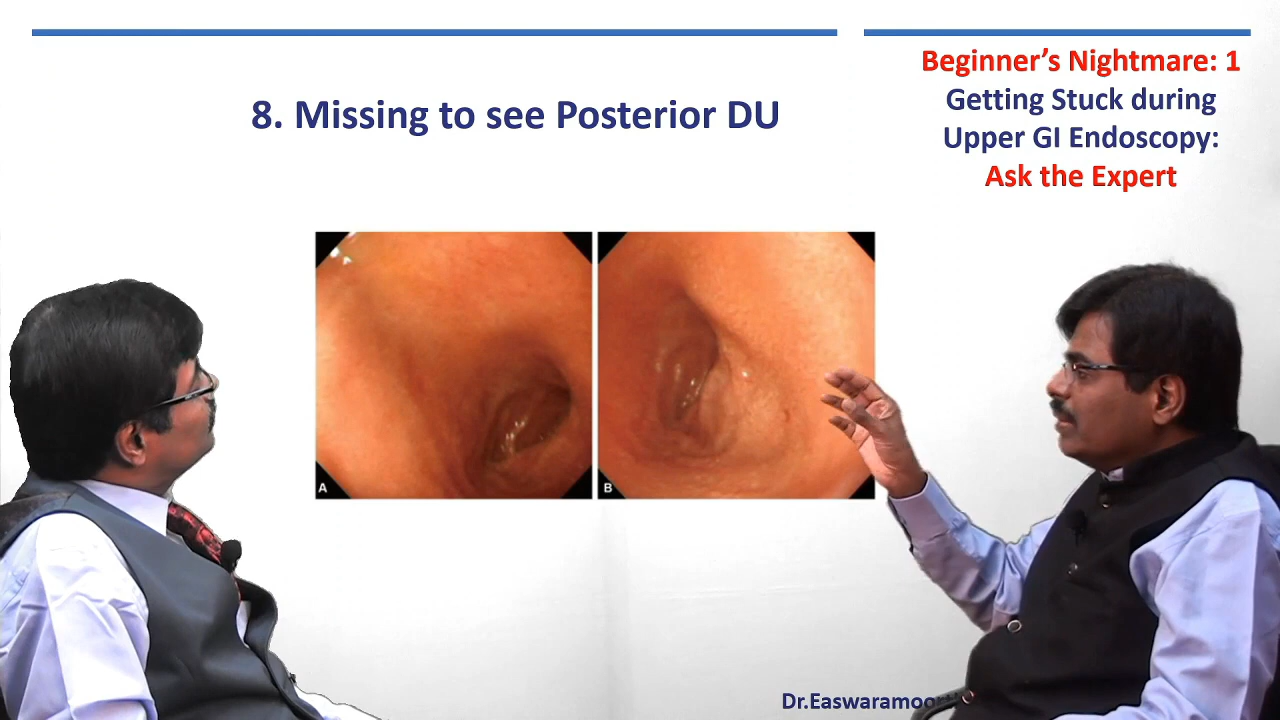 8. Missing to see Posterior DU
Beginner’s Nightmare: 1
Getting Stuck during
Upper GI Endoscopy:
Ask the Expert
A
B